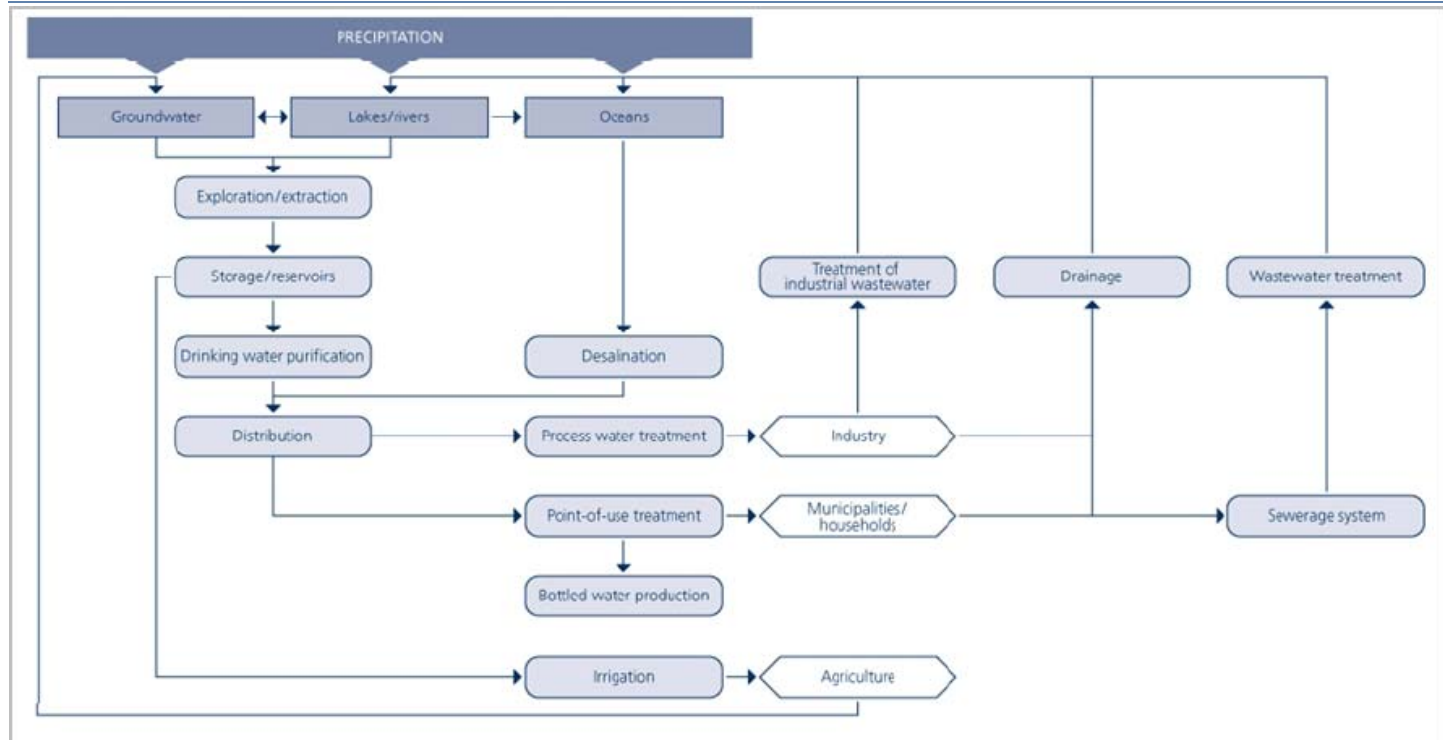 PRECIPITATION
Groundwater
Lakes/rivers
Oceans
Exploration/extraction
Storage/reservoirs
Treatment of
industrial wastewater
Drainage
Wastewater treatment
Drinking water purification
Desalination
Distribution
Process water treatment
Industry
Point-of-use treatment
Municipalities/
households
Sewerage system
Bottled water production
Irrigation
Agriculture